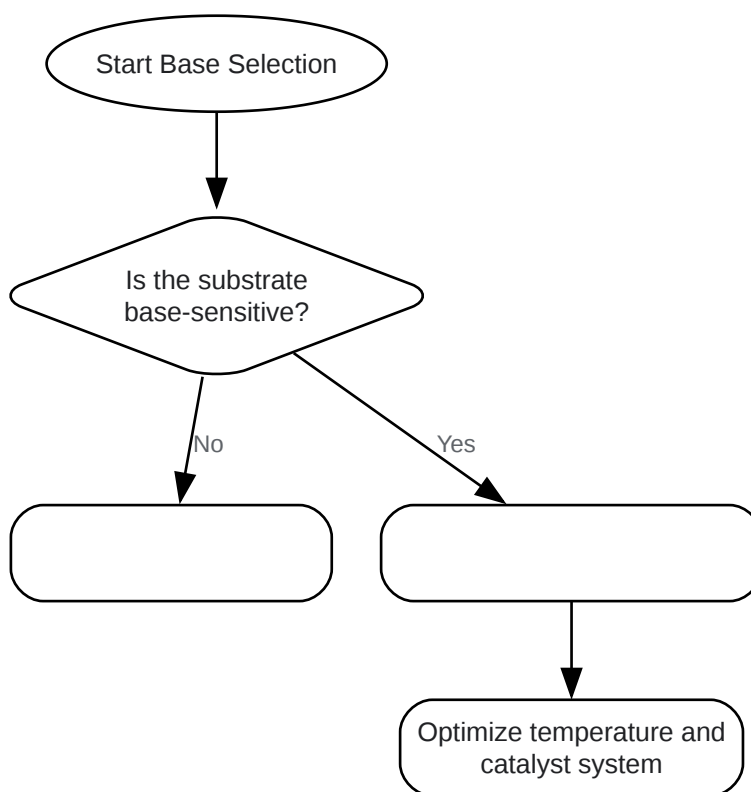 Start Base Selection
Is the substrate
base-sensitive?
No
Yes
Optimize temperature and
catalyst system